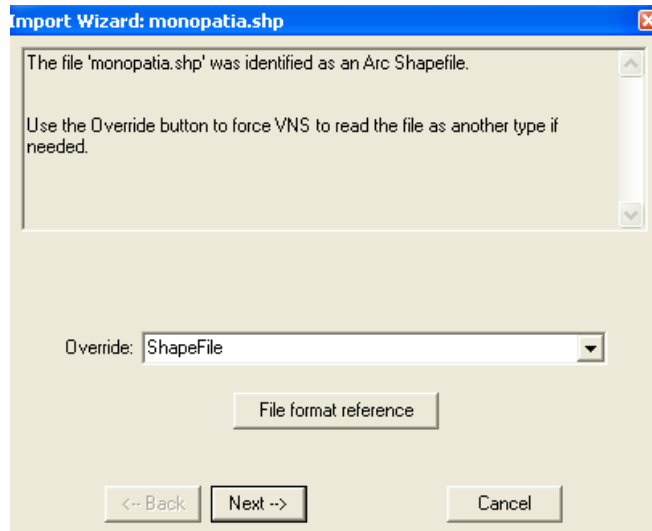 Import Wizard: monopatia.shp
The file 'monopatia.shp' was identified as an Arc Shapefile.
Use the Override button to force VNS to read the file as another type if
needed.
Override: ShapeFile
File format reference
<-- Back Next --> Cancel